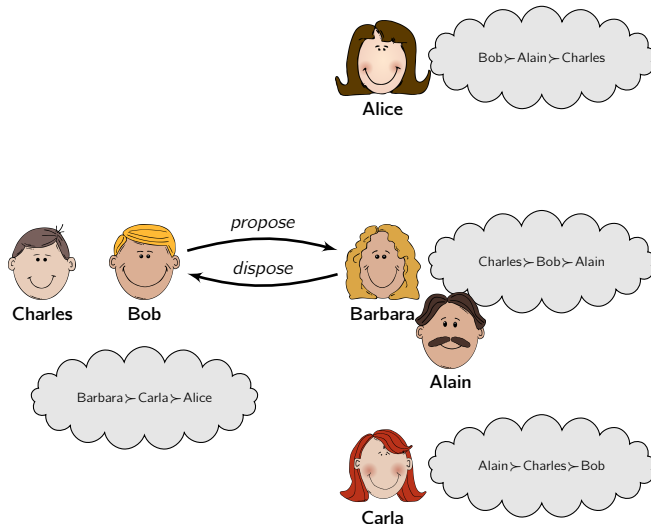 Bob≻Alain≻Charles
Alice
propose
dispose
Charles≻Bob≻Alain
Charles
Bob
Barbara
Alain
Barbara≻Carla≻Alice
Alain≻Charles≻Bob
Carla